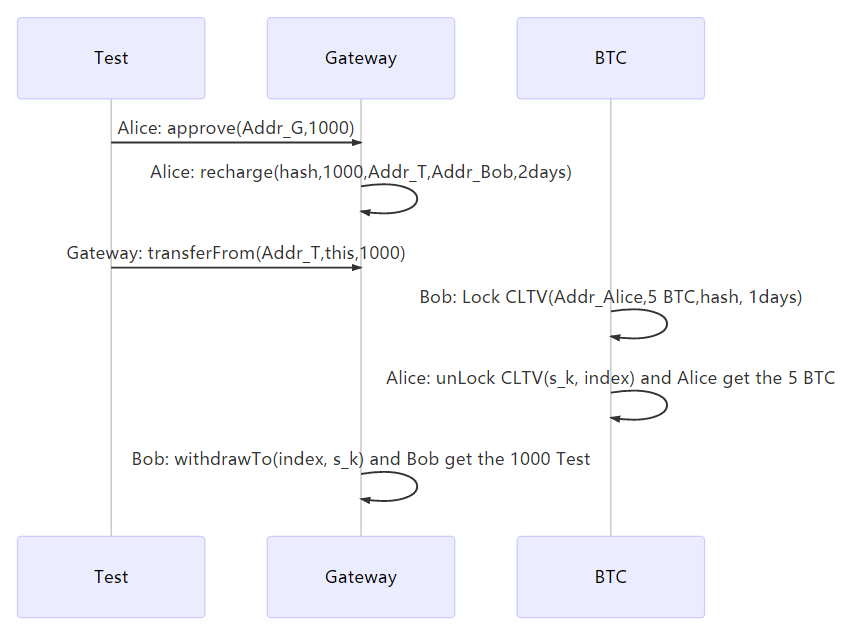 Test
Gateway
BTC
Alice: approve(Addr_G,1000)
Alice: recharge(hash,1000,Addr_T,Addr_Bob,2days)
Gateway: transferFrom(Addr_T,this,1000)
Bob: Lock CLTV(Addr_Alice,5 BTC,hash, 1days)
Alice: unLock CLTV(s_k, index) and Alice get the 5 BTC
Bob: withdrawTo(index, s_k) and Bob get the 1000 Test
Test
Gateway
BTC